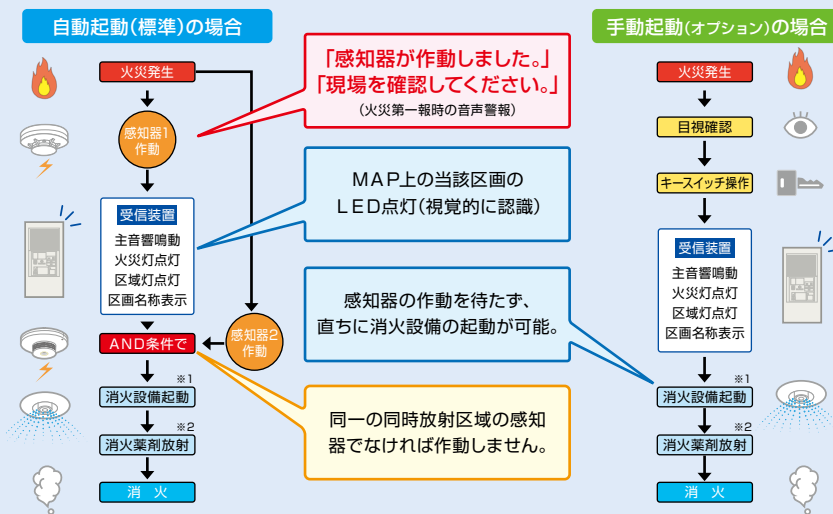 自動起動(標準)の場合
火災発生
感知器1
作動
受信装置
主音響鳴動
火災灯点灯
区域灯点灯
区画名称表示
AND条件で
感知器2
作動
※1
消火設備起動
※2
消火薬剤放射
消 火
「感知器が作動しました。」
「現場を確認してください。」
(火災第一報時の音声警報)
MAP上の当該区画の
LED点灯(視覚的に認識)
感知器の作動を待たず、
直ちに消火設備の起動が可能。
同一の同時放射区域の感知
器でなければ作動しません。
手動起動(オプション)の場合
火災発生
目視確認
キースイッチ操作
受信装置
主音響鳴動
火災灯点灯
区域灯点灯
区画名称表示
※1
消火設備起動
※2
消火薬剤放射
消 火